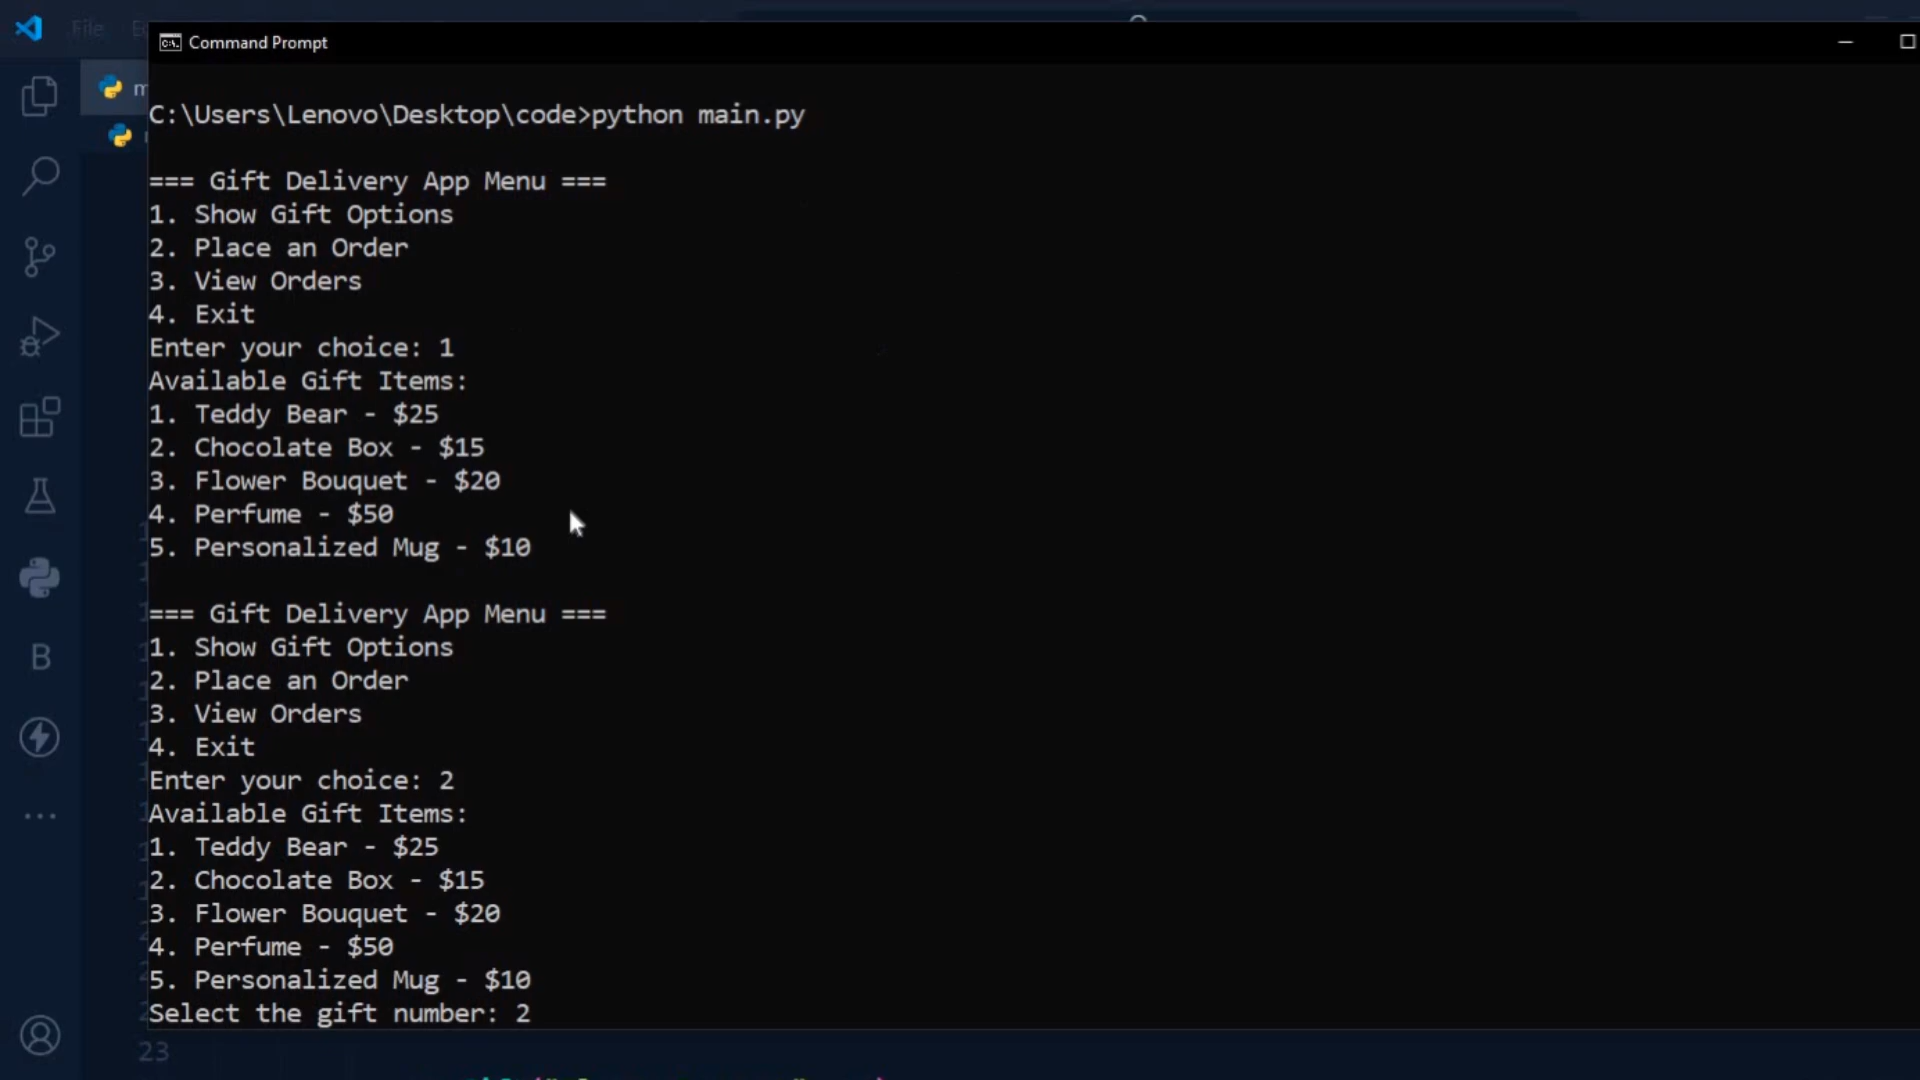 File
Command Prompt
C:\Users\Lenovo\Desktop\code>python main.py
=== Gift Delivery App Menu ===
1. Show Gift Options
2. Place an Order
3. View Orders
4. Exit
Enter your choice: 1
Available Gift Items:
1. Teddy Bear - $25
2. Chocolate Box - $15
3. Flower Bouquet - $20
4. Perfume - $50
5. Personalized Mug - $10
=== Gift Delivery App Menu ===
1. Show Gift Options
2. Place an Order
3. View Orders
4. Exit
Enter your choice: 2
Available Gift Items:
1. Teddy Bear - $25
2. Chocolate Box - $15
3. Flower Bouquet - $20
4. Perfume - $50
5. Personalized Mug - $10
Select the gift number: 2
B
23